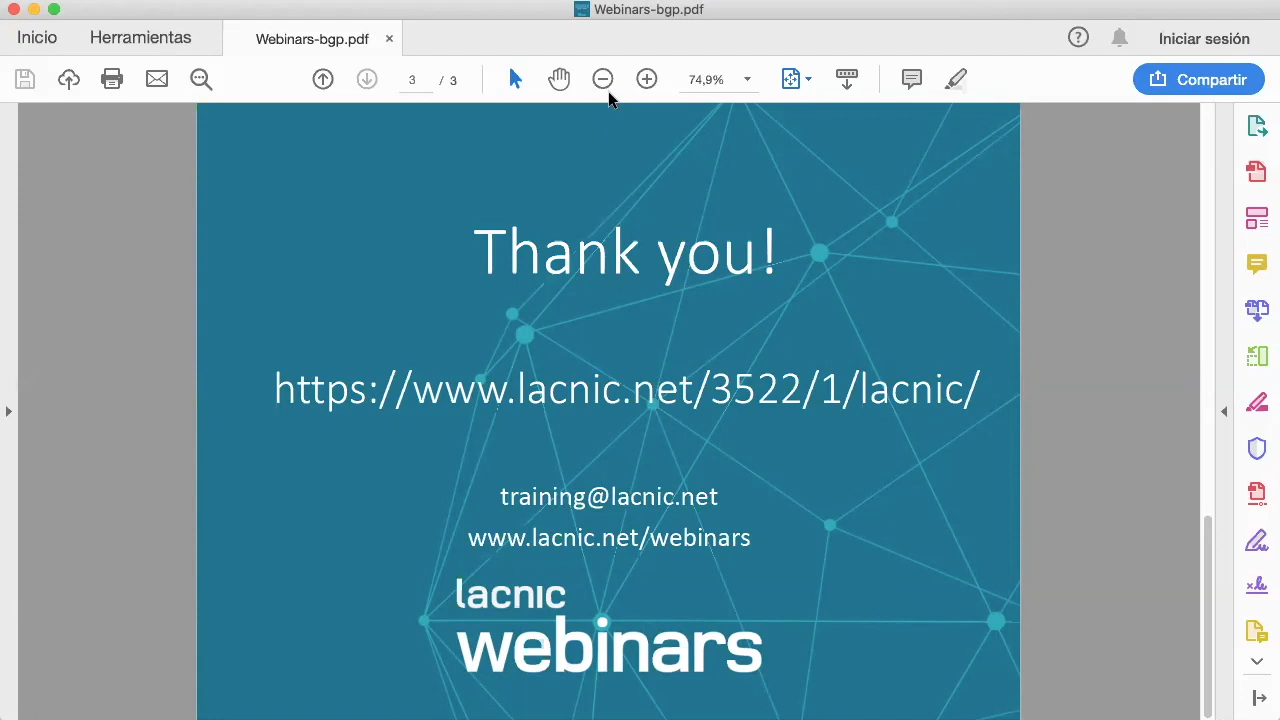 Webinars-bgp.pdf
Inicio
Herramientas
Webinars-bgp.pdf
Iniciar sesión
3 / 3
74,9%
Compartir
Thank you!
https://www.lacnic.net/3522/1/lacnic/
training@lacnic.net
www.lacnic.net/webinars
lacnic
webinars